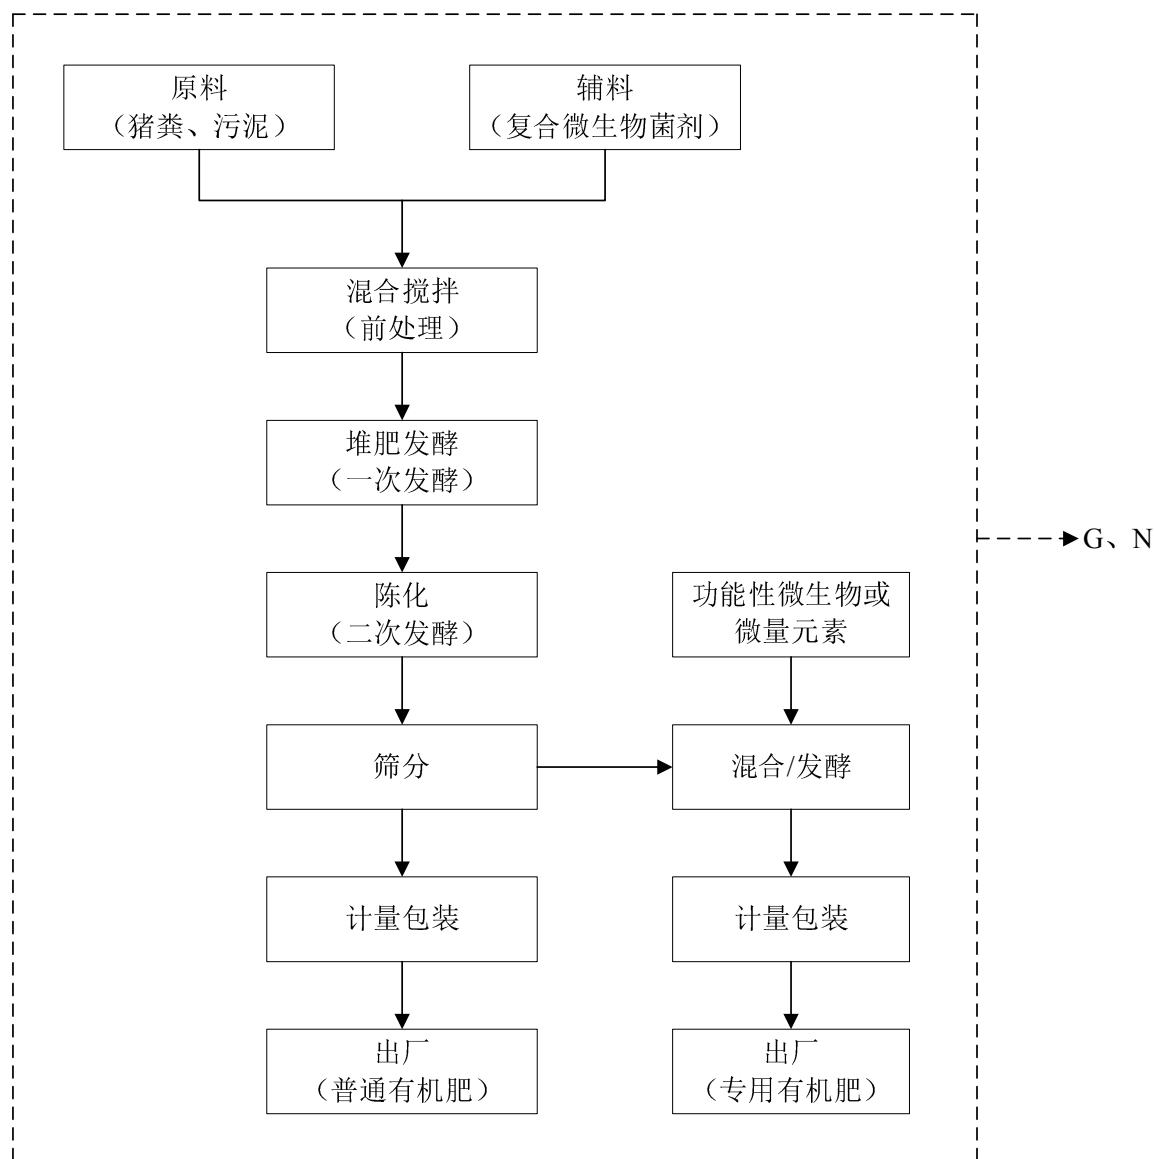 原料
（猪粪、污泥）
辅料
（复合微生物菌剂）
混合搅拌
（前处理）
堆肥发酵
（一次发酵）
G、N
陈化
（二次发酵）
功能性微生物或
微量元素
筛分
混合/发酵
计量包装
计量包装
出厂
（普通有机肥）
出厂
（专用有机肥）